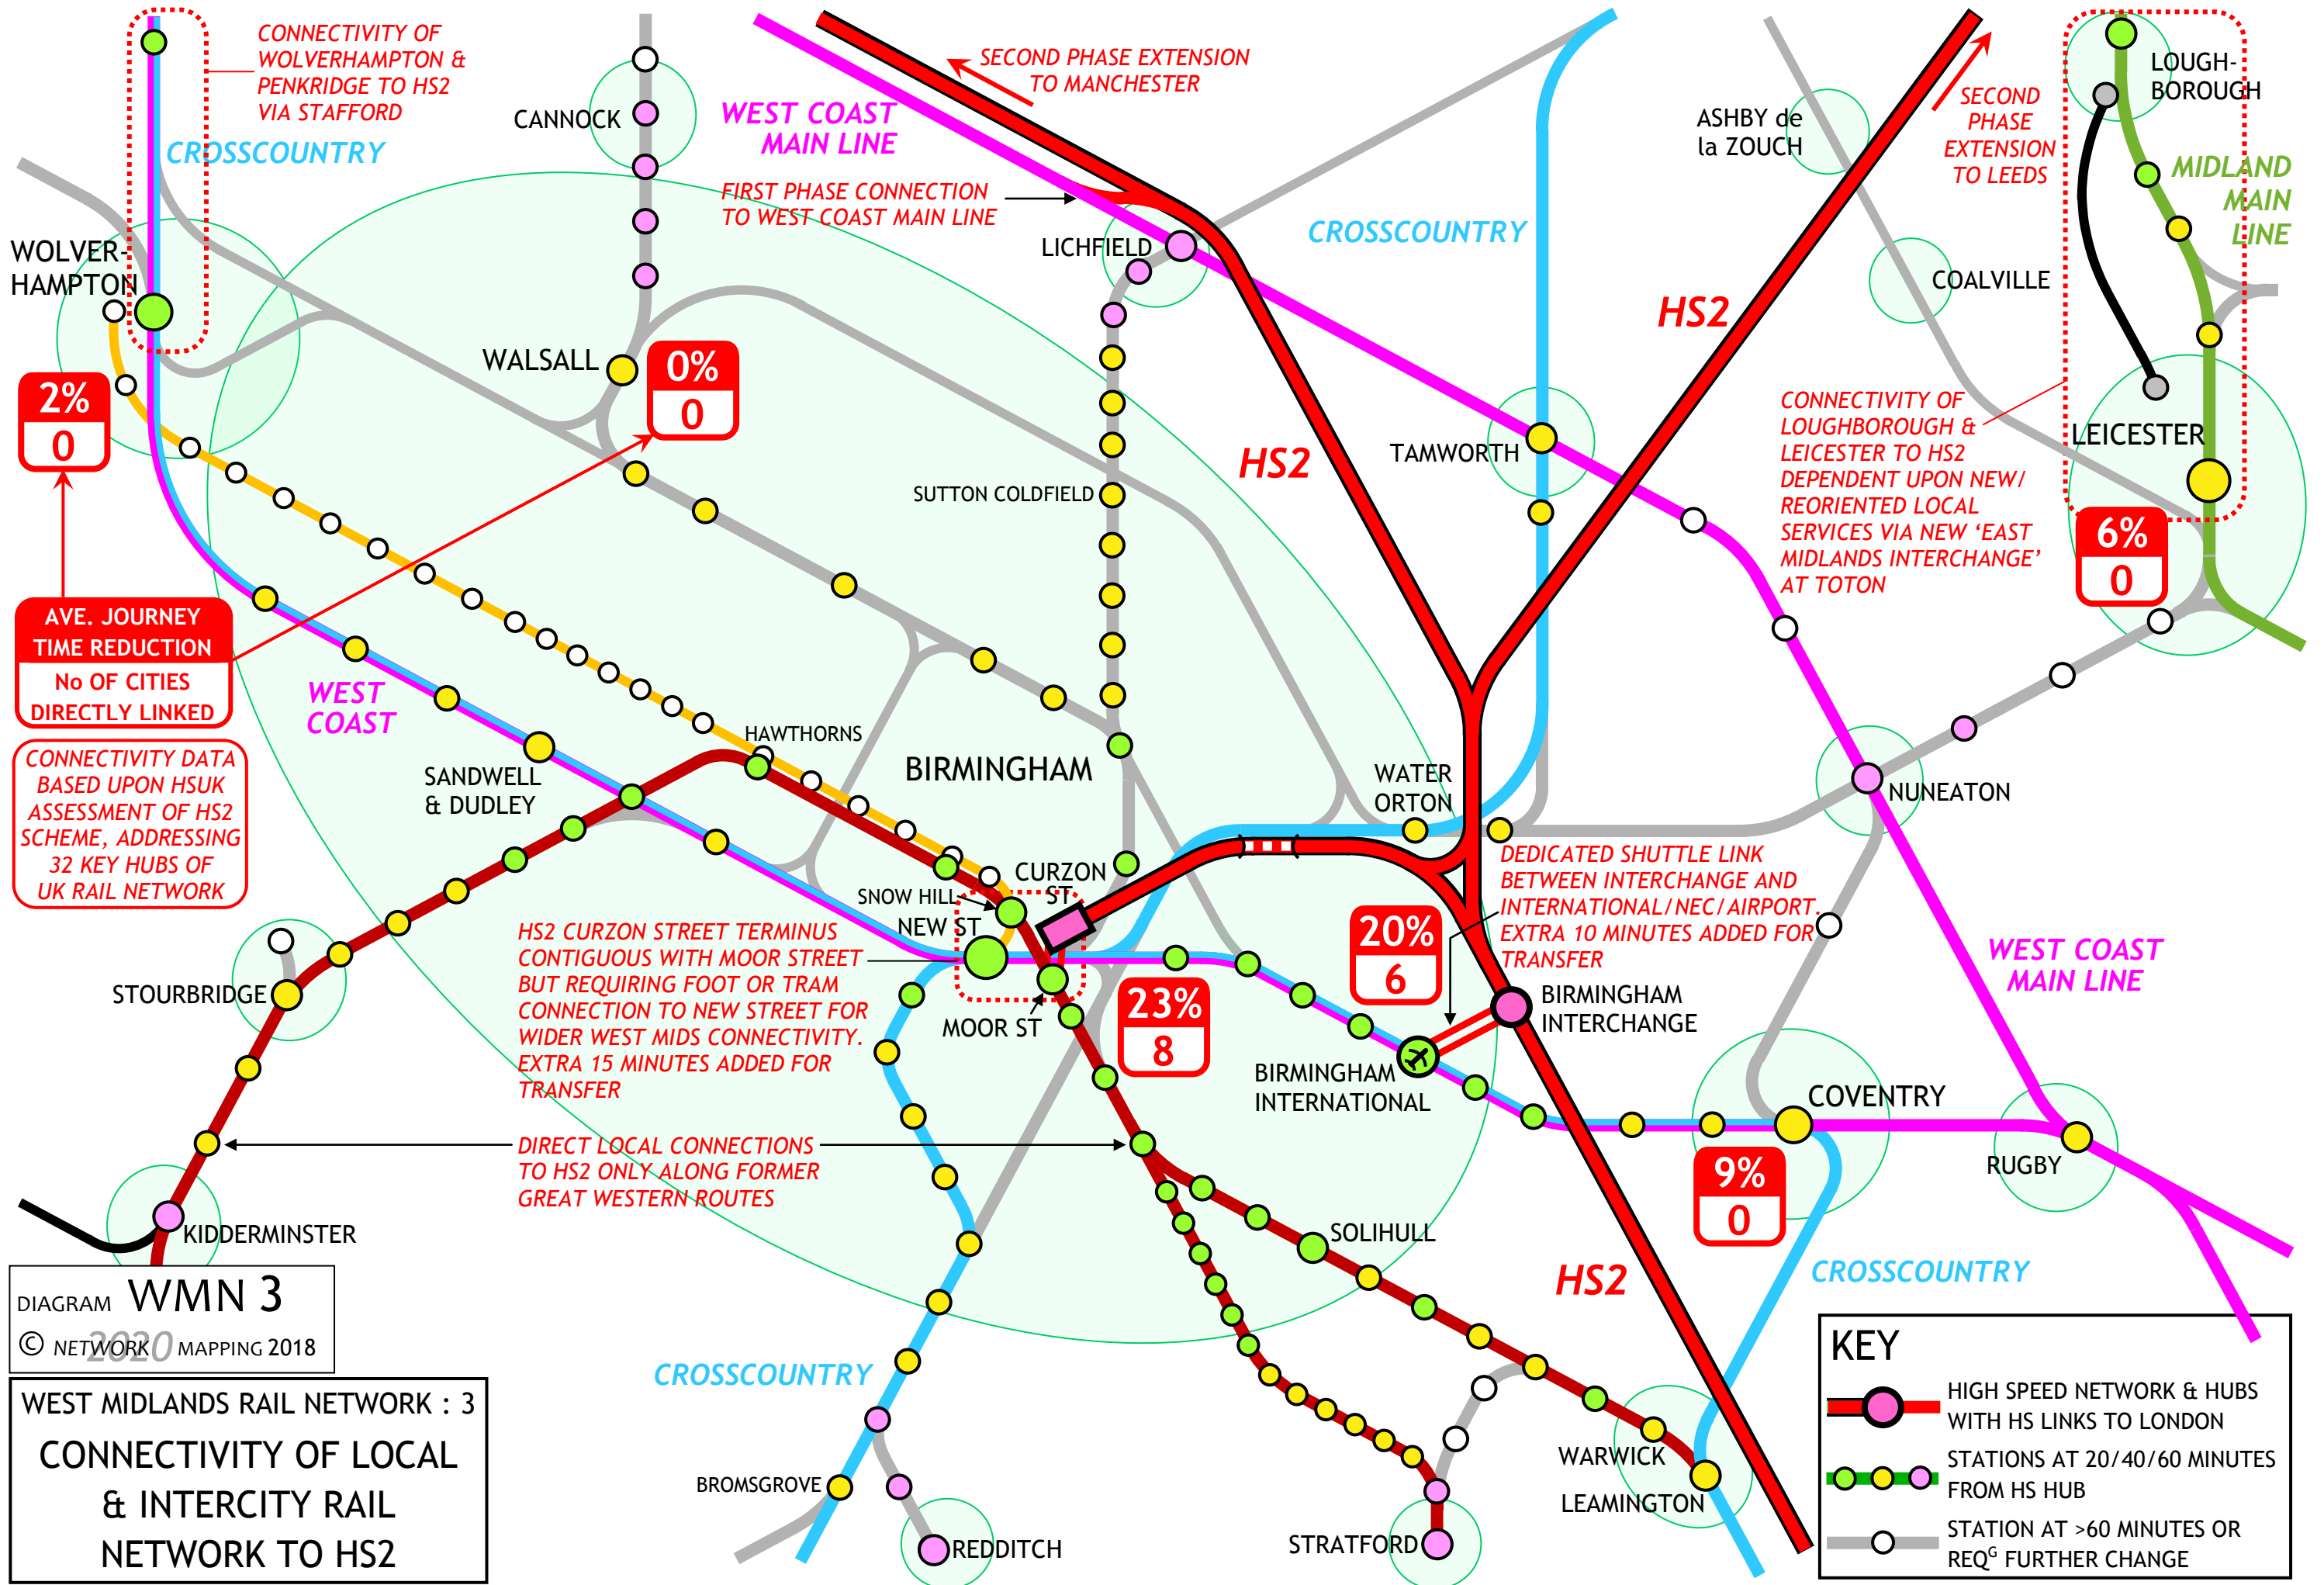 CONNECTIVITY OF
WOLVERHAMPTON &
PENKRIDGE TO HS2
VIA STAFFORD
CROSSCOUNTRY
CANNOCK
WEST COAST
MAIN LINE
SECOND PHASE EXTENSION
TO MANCHESTER
FIRST PHASE CONNECTION
TO WEST COAST MAIN LINE
LICHFIELD
CROSSCOUNTRY
ASHBY de
la ZOUCH
SECOND
PHASE
EXTENSION
TO LEEDS
LOUGH-
BOROUGH
MIDLAND
MAIN
LINE
WOLVER-
HAMPTON
COALVILLE
HS2
WALSALL
0%
0
2%
0
HS2
TAMWORTH
SUTTON COLDFIELD
CONNECTIVITY OF
LOUGHBOROUGH &
LEICESTER TO HS2
DEPENDENT UPON NEW/
REORIENTED LOCAL
SERVICES VIA NEW ‘EAST
MIDLANDS INTERCHANGE’
AT TOTON
LEICESTER
6%
0
AVE. JOURNEY
TIME REDUCTION
No OF CITIES
DIRECTLY LINKED
WEST
COAST
CONNECTIVITY DATA
BASED UPON HSUK
ASSESSMENT OF HS2
SCHEME, ADDRESSING
32 KEY HUBS OF
UK RAIL NETWORK
SANDWELL
& DUDLEY
HAWTHORNS
BIRMINGHAM
WATER
ORTON
NUNEATON
CURZON
ST
SNOW HILL
NEW ST
MOOR ST
HS2 CURZON STREET TERMINUS
CONTIGUOUS WITH MOOR STREET
BUT REQUIRING FOOT OR TRAM
CONNECTION TO NEW STREET FOR
WIDER WEST MIDS CONNECTIVITY.
EXTRA 15 MINUTES ADDED FOR
TRANSFER
DEDICATED SHUTTLE LINK
BETWEEN INTERCHANGE AND
INTERNATIONAL/NEC/AIRPORT.
EXTRA 10 MINUTES ADDED FOR
TRANSFER
20%
6
23%
8
BIRMINGHAM
INTERCHANGE
BIRMINGHAM
INTERNATIONAL
WEST COAST
MAIN LINE
STOURBRIDGE
COVENTRY
9%
0
RUGBY
DIRECT LOCAL CONNECTIONS
TO HS2 ONLY ALONG FORMER
GREAT WESTERN ROUTES
KIDDERMINSTER
SOLIHULL
HS2
CROSSCOUNTRY
DIAGRAM WMN 3
© NETWORK 2020 MAPPING 2018
WEST MIDLANDS RAIL NETWORK : 3
CONNECTIVITY OF LOCAL
& INTERCITY RAIL
NETWORK TO HS2
CROSSCOUNTRY
BROMSGROVE
REDDITCH
STRATFORD
WARWICK
LEAMINGTON
KEY
HIGH SPEED NETWORK & HUBS
WITH HS LINKS TO LONDON
STATIONS AT 20/40/60 MINUTES
FROM HS HUB
STATION AT >60 MINUTES OR
REQG FURTHER CHANGE